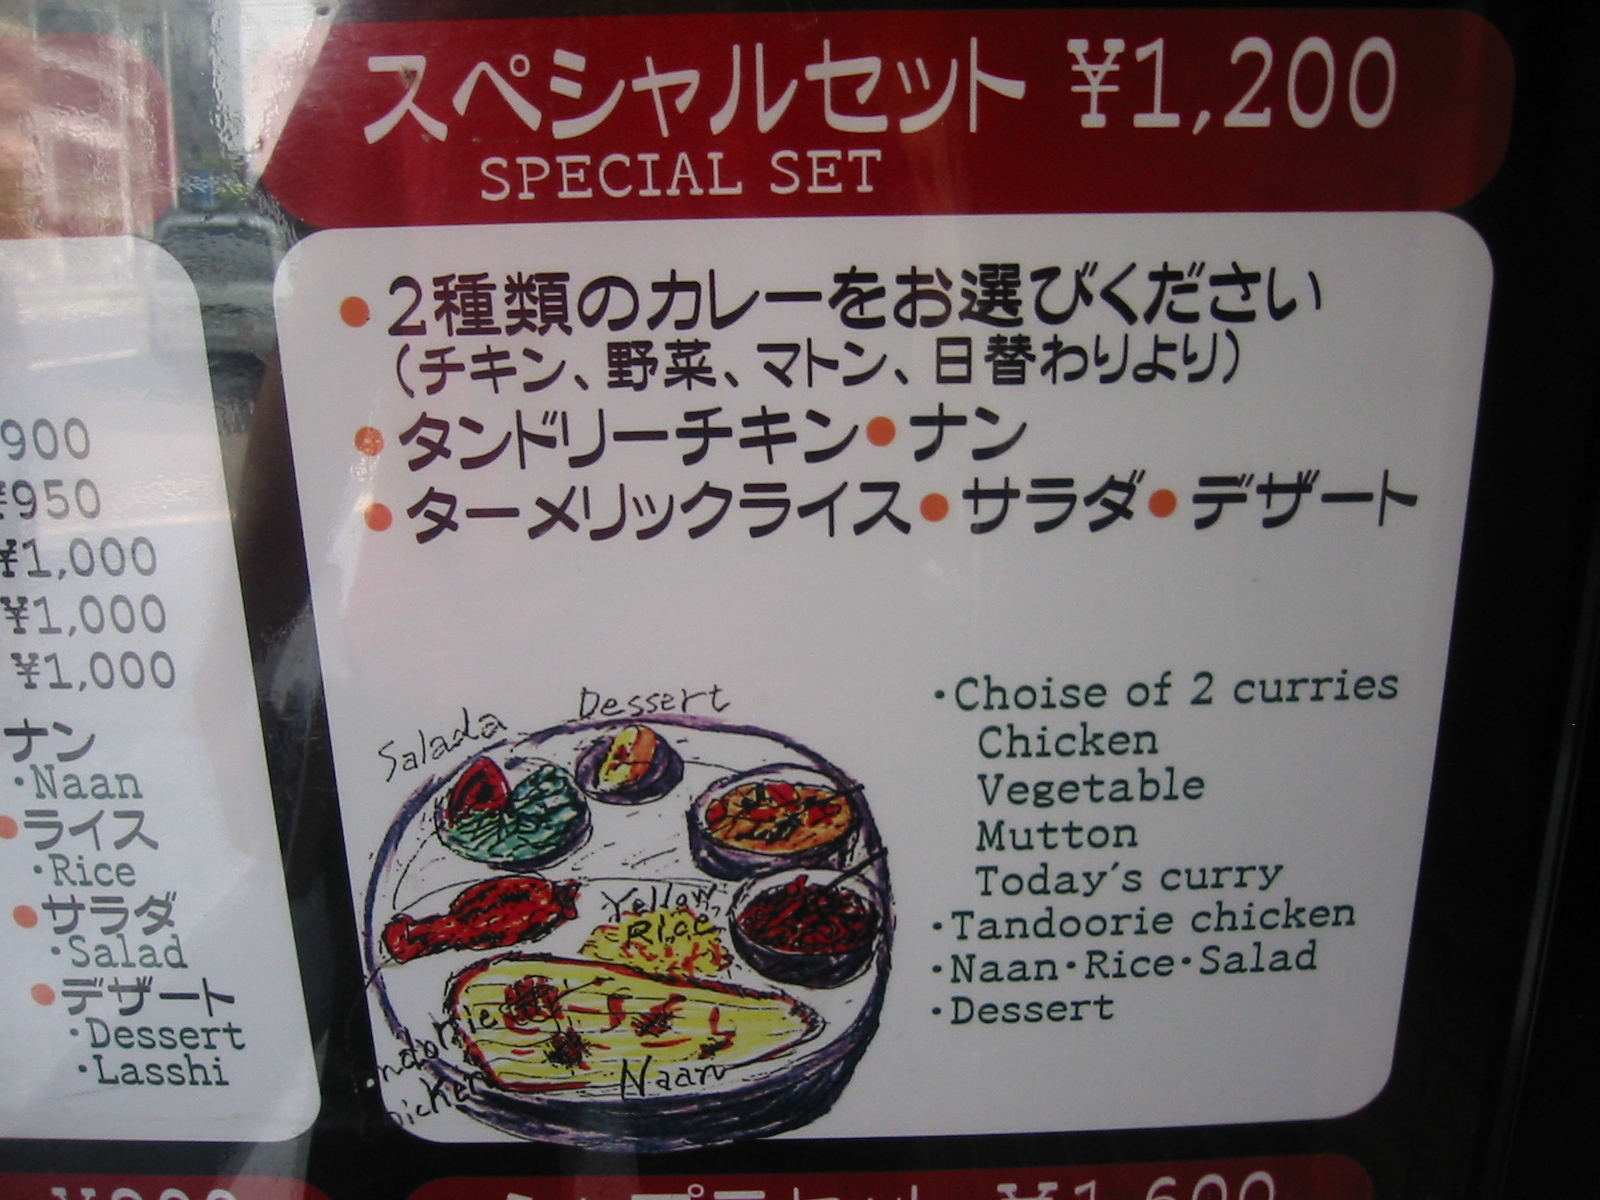 スペシャルセット ¥1,200
SPECIAL SET
●2種類のカレーをお選びください
(チキン、野菜、マトン、日替わりより)
●タンドリーチキン●ナン
●ターメリックライス●サラダ●デザート
・Choise of 2 curries
Chicken
Vegetable
Mutton
Today's curry
・Tandoorie chicken
・Naan・Rice・Salad
・Dessert
Salada
Dessert
Yellow
Rice
Naan
900
¥950
¥1,000
¥1,000
¥1,000
ナン
・Naan
●ライス
・Rice
●サラダ
・Salad
●デザート
・Dessert
・Lasshi
¥1,600